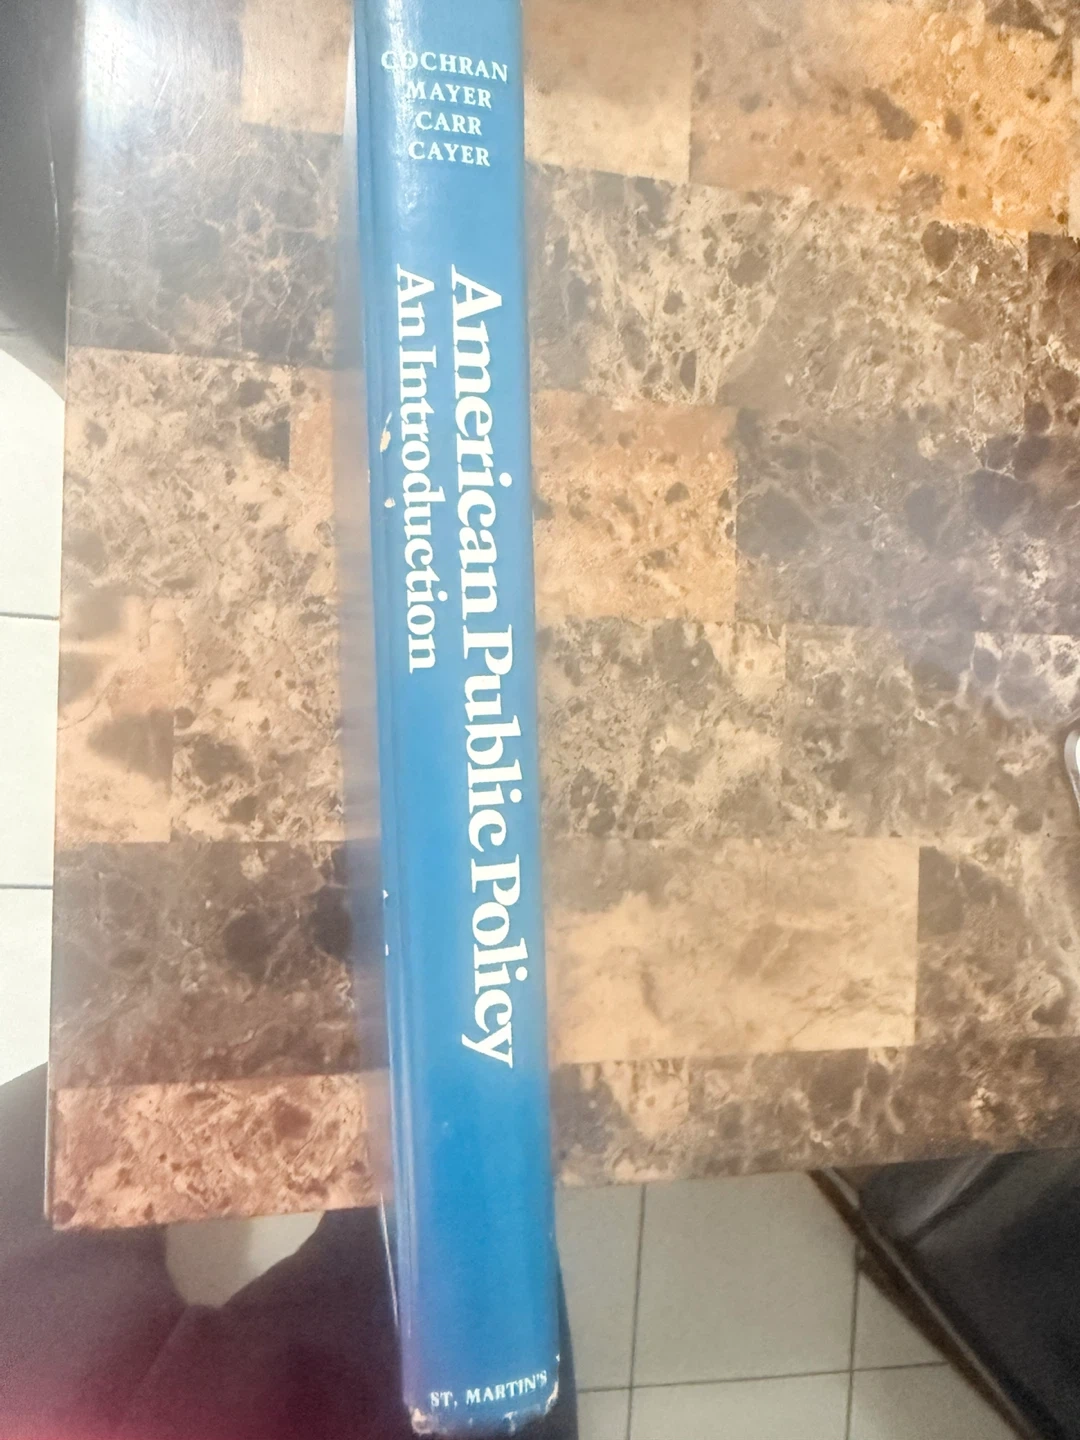 COCHRAN
MAYER
CARR
CAYER
American Public Policy
An Introduction
ST. MARTIN'S